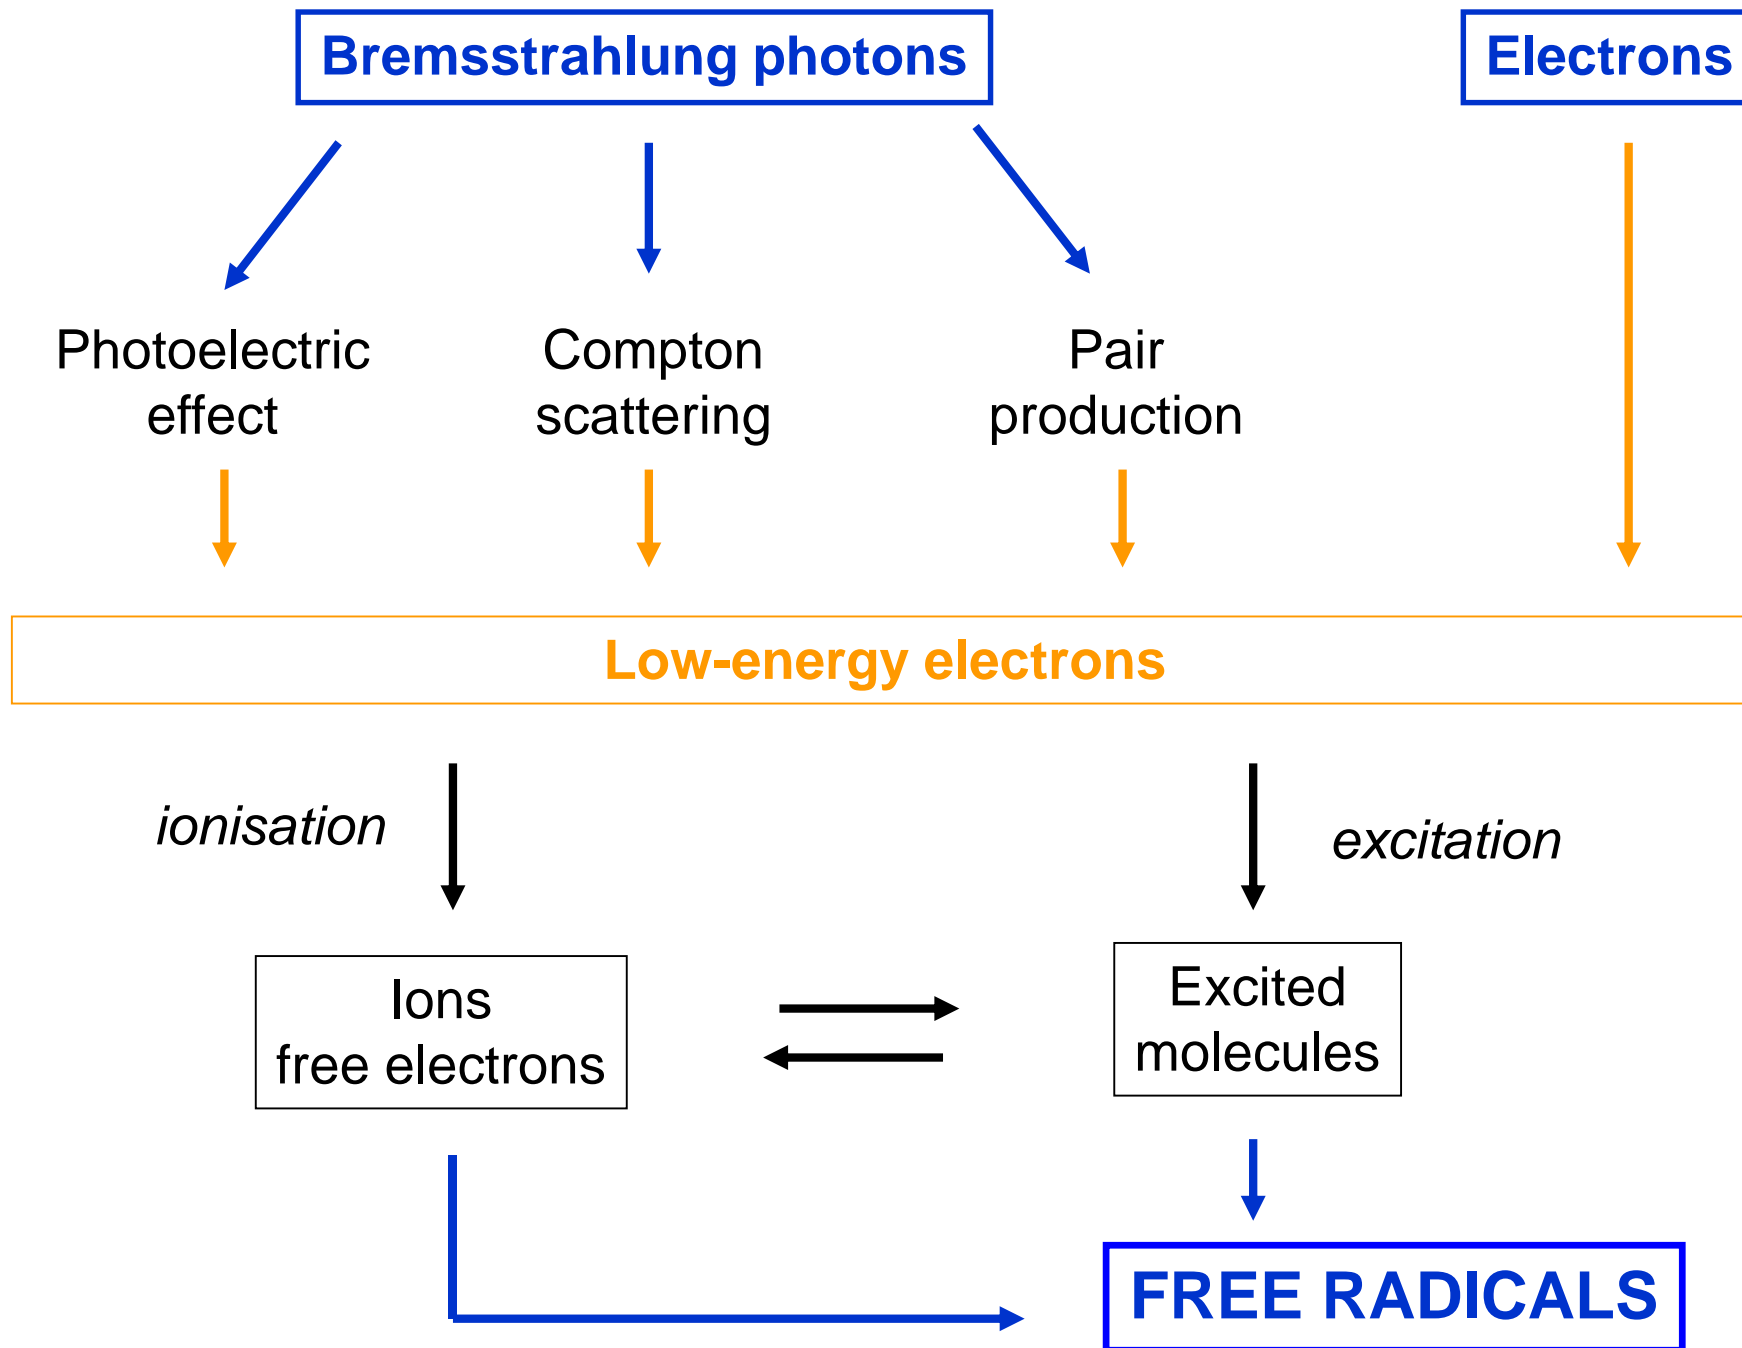 Bremsstrahlung photons
Electrons
Photoelectric
effect
Compton
scattering
Pair
production
Low-energy electrons
ionisation
excitation
Ions
free electrons
Excited
molecules
FREE RADICALS